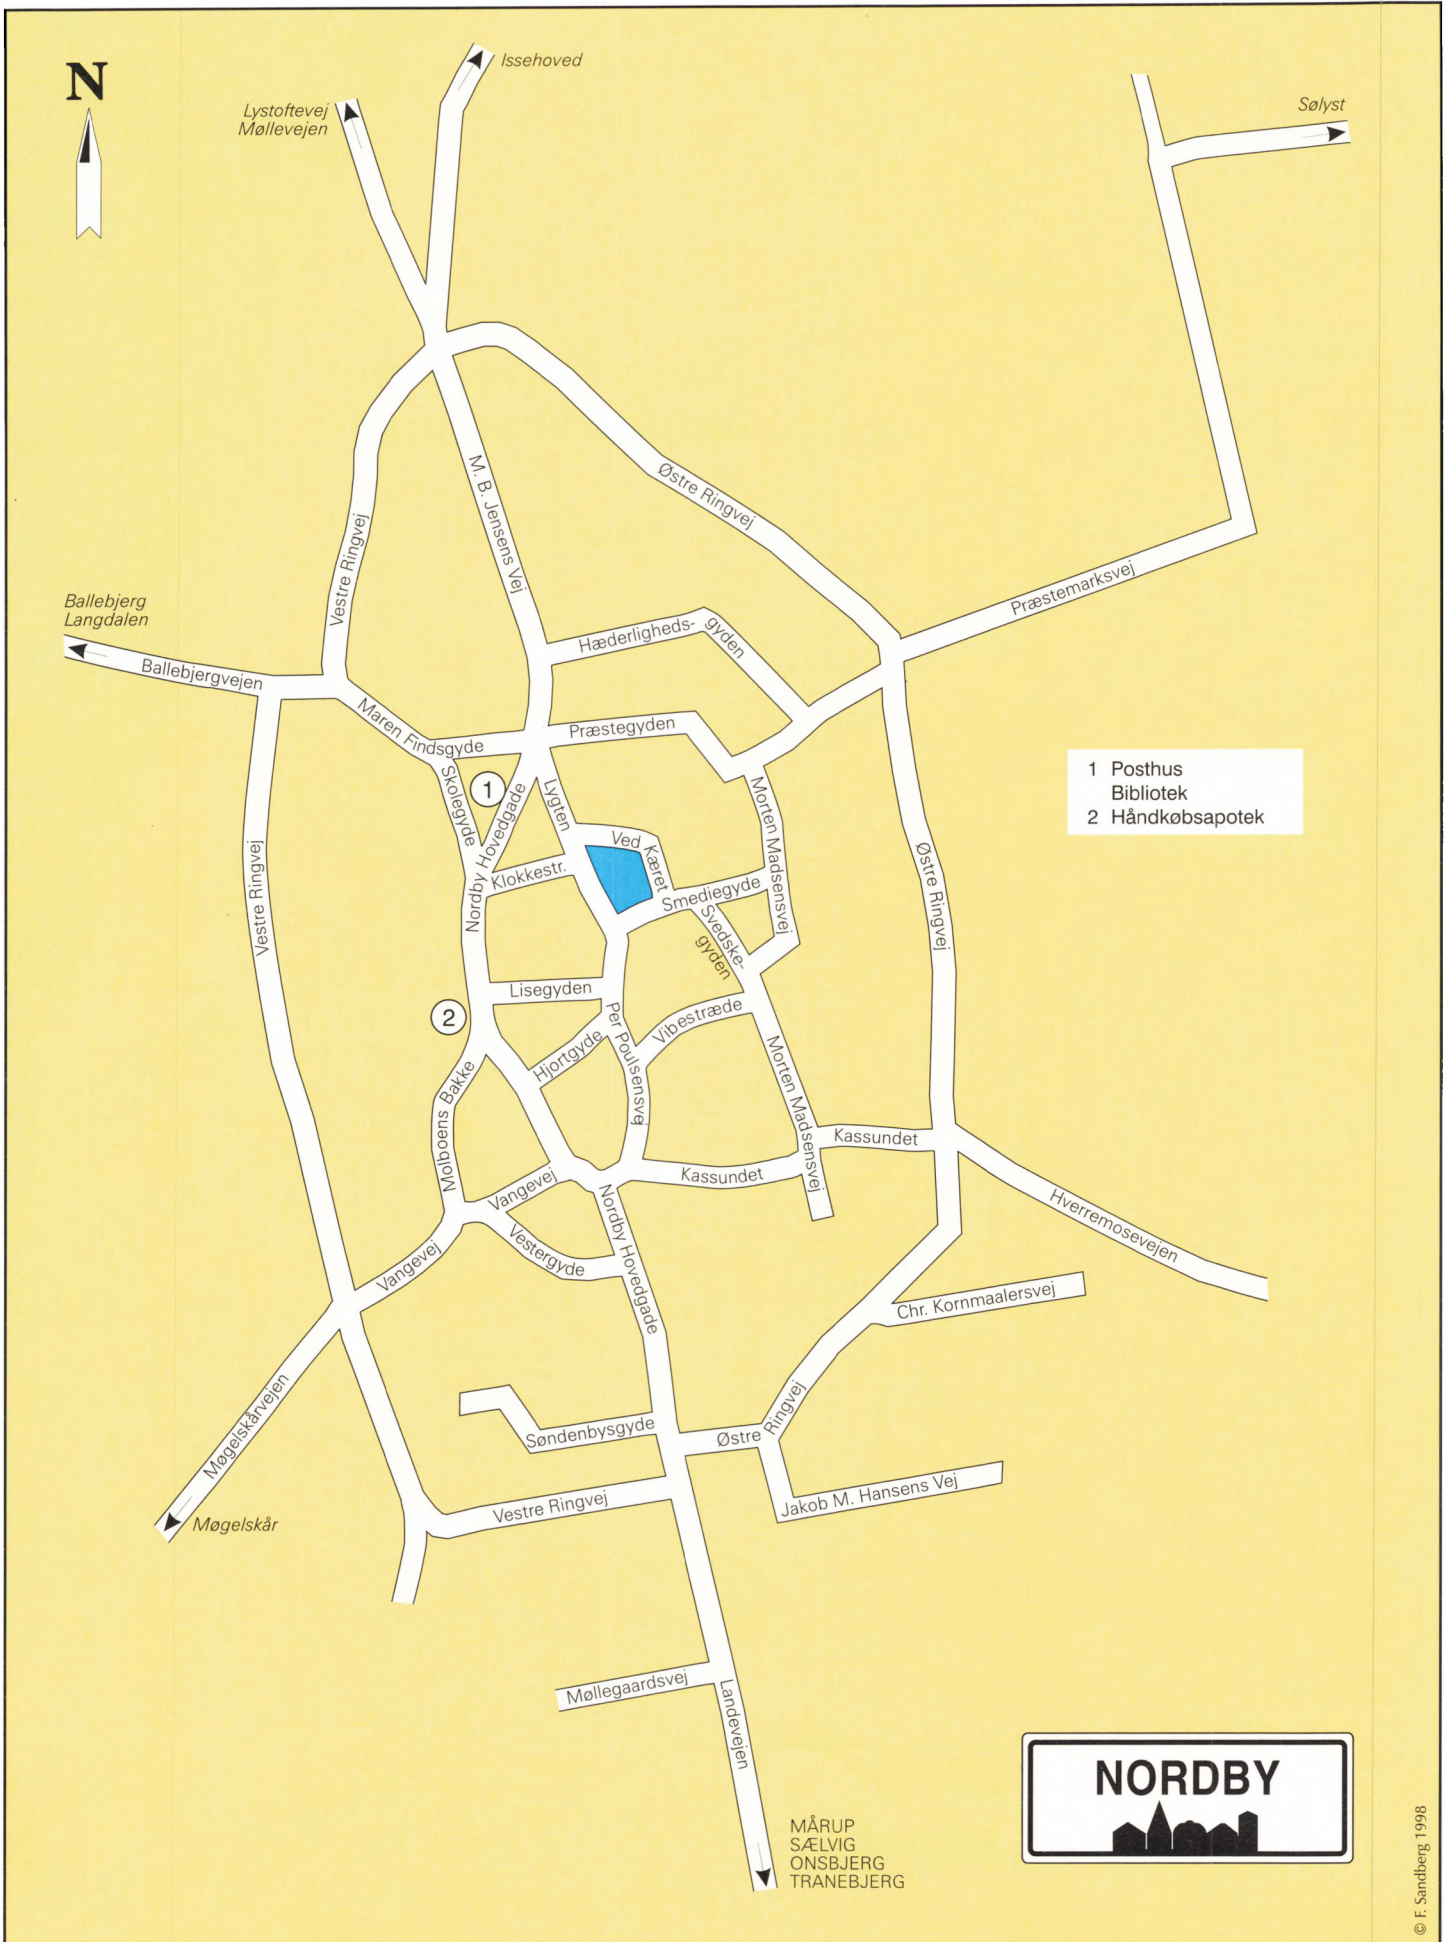 N
Issehoved
Lystoftevej
Møllevejen
Sølyst
M. B. Jensens Vej
Østre Ringvej
Vestre Ringvej
Præstemarksvej
Ballebjerg
Langdalen
Ballebjergvejen
Hæderligheds-
gyden
Maren Findsgyde
Præstegyden
Skolegyde
1
Nordby Hovedgade
Lygten
Morten Madsensvej
1 Posthus
Bibliotek
2 Håndkøbsapotek
Ved
Kæret
Klokkestr.
Smediegyde
Svedske-
gyden
Vestre Ringvej
Østre Ringvej
Lisegyden
2
Per Poulsensvej
Vibestræde
Hjortgyde
Morten Madsensvej
Molboens Bakke
Kassundet
Kassundet
Vangevej
Nordby Hovedgade
Hverremosevejen
Vestergyde
Vangevej
Chr. Kornmaalersvej
Møgelskårvejen
Søndenbysgyde
Østre Ringvej
Jakob M. Hansens Vej
Vestre Ringvej
Møgelskår
Møllegaardsvej
Landevejen
NORDBY
MÅRUP
SÆLVIG
ONSBJERG
TRANEBJERG
© F. Sandberg 1998